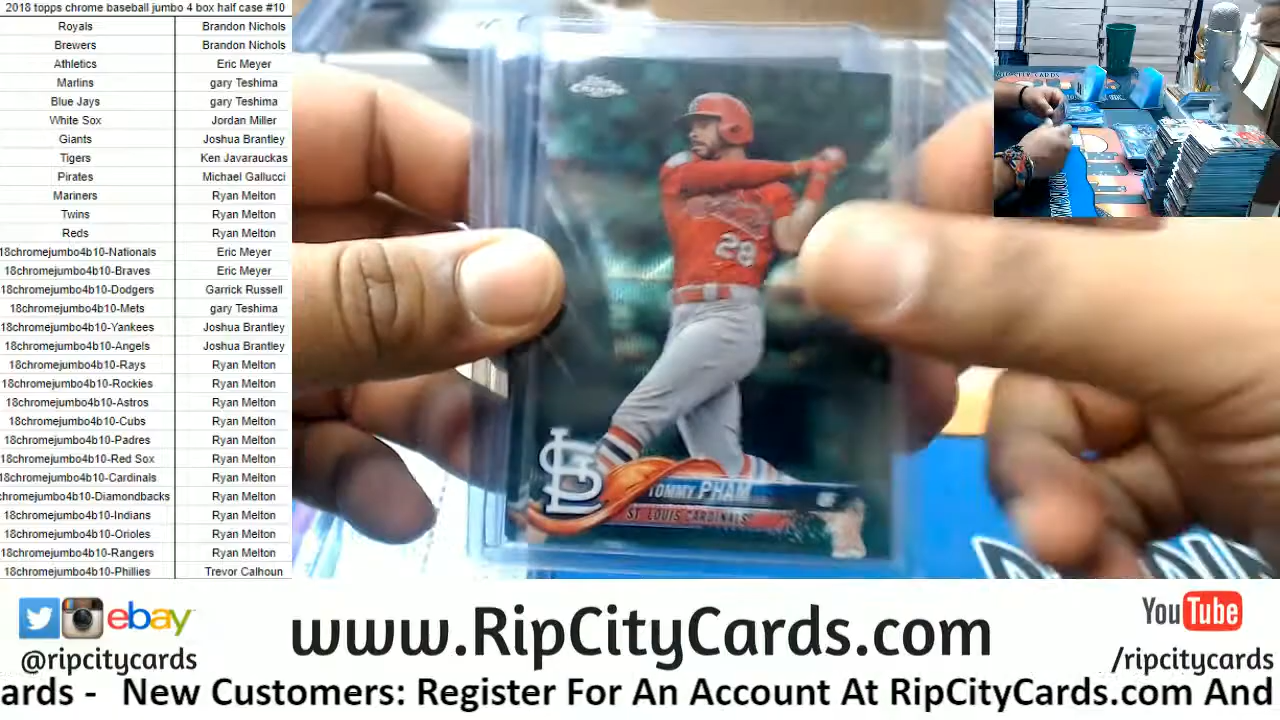 2018 topps chrome baseball jumbo 4 box half case #10
Royals Brandon Nichols
Brewers Brandon Nichols
Athletics Eric Meyer
Marlins gary Teshima
Blue Jays gary Teshima
White Sox Jordan Miller
Giants Joshua Brantley
Tigers Ken Javarauckas
Pirates Michael Gallucci
Mariners Ryan Melton
Twins Ryan Melton
Reds Ryan Melton
18chromejumbo4b10-Nationals Eric Meyer
18chromejumbo4b10-Braves Eric Meyer
18chromejumbo4b10-Dodgers Garrick Russell
18chromejumbo4b10-Mets gary Teshima
18chromejumbo4b10-Yankees Joshua Brantley
18chromejumbo4b10-Angels Joshua Brantley
18chromejumbo4b10-Rays Ryan Melton
18chromejumbo4b10-Rockies Ryan Melton
18chromejumbo4b10-Astros Ryan Melton
18chromejumbo4b10-Cubs Ryan Melton
18chromejumbo4b10-Padres Ryan Melton
18chromejumbo4b10-Red Sox Ryan Melton
18chromejumbo4b10-Cardinals Ryan Melton
chromejumbo4b10-Diamondbacks Ryan Melton
18chromejumbo4b10-Indians Ryan Melton
18chromejumbo4b10-Orioles Ryan Melton
18chromejumbo4b10-Rangers Ryan Melton
18chromejumbo4b10-Phillies Trevor Calhoun
Chrome
28
STL
TOMMY PHAM OF
ST. LOUIS CARDINALS
ebay
@ripcitycards
www.RipCityCards.com
YouTube
/ripcitycards
ards - New Customers: Register For An Account At RipCityCards.com And